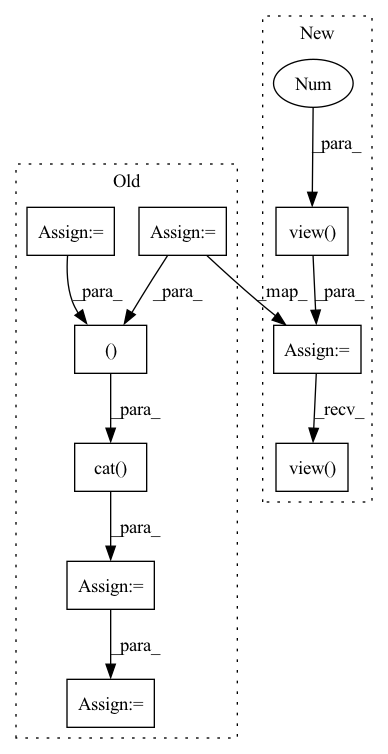 New
Num
_para_
Old
Assign:=
Assign:=
view()
_para_
_para_
_map_
_para_
()
Assign:=
_para_
_recv_
cat()
view()
_para_
Assign:=
_para_
Assign:=